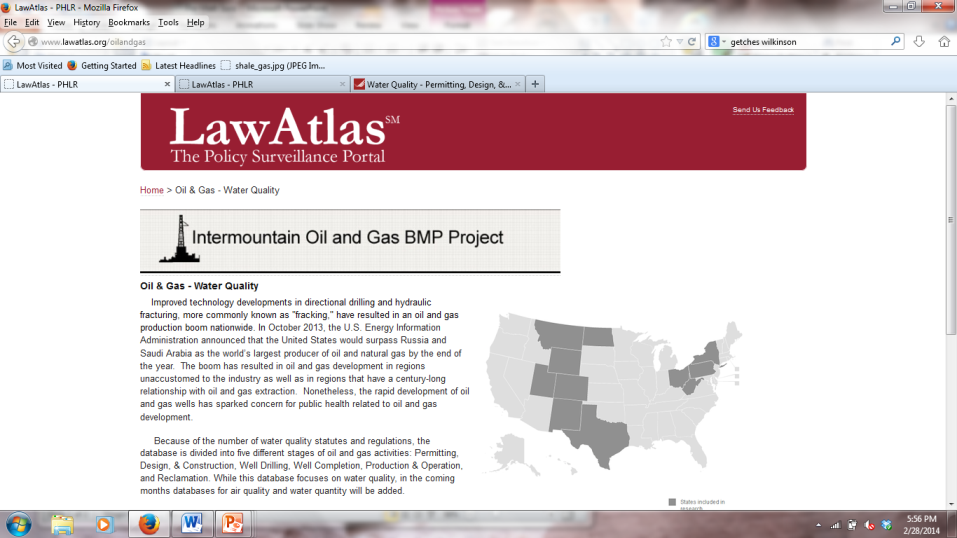 LawAtlas - PHLR - Mozilla Firefox
File Edit View History Bookmarks Tools Help
www.lawatlas.org/oilandgas
getches wilkinson
Most Visited Getting Started Latest Headlines shale_gas.jpg (JPEG Im...
LawAtlas - PHLR
LawAtlas - PHLR
Water Quality - Permitting, Design, &...
Send Us Feedback
LawAtlas SM
The Policy Surveillance Portal
Home > Oil & Gas - Water Quality
Intermountain Oil and Gas BMP Project
Oil & Gas - Water Quality
Improved technology developments in directional drilling and hydraulic
fracturing, more commonly known as "fracking," have resulted in an oil and gas
production boom nationwide. In October 2013, the U.S. Energy Information
Administration announced that the United States would surpass Russia and
Saudi Arabia as the world's largest producer of oil and natural gas by the end of
the year. The boom has resulted in oil and gas development in regions
unaccustomed to the industry as well as in regions that have a century-long
relationship with oil and gas extraction. Nonetheless, the rapid development of oil
and gas wells has sparked concern for public health related to oil and gas
development.
Because of the number of water quality statutes and regulations, the
database is divided into five different stages of oil and gas activities: Permitting,
Design, & Construction, Well Drilling, Well Completion, Production & Operation,
and Reclamation. While this database focuses on water quality, in the coming
months databases for air quality and water quantity will be added.
States included in
research
5:56 PM
2/28/2014